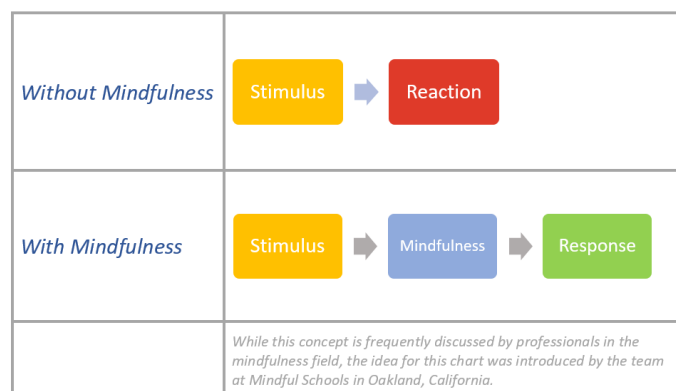 Without Mindfulness
Stimulus
Reaction
With Mindfulness
Stimulus
Mindfulness
Response
While this concept is frequently discussed by professionals in the
mindfulness field, the idea for this chart was introduced by the team
at Mindful Schools in Oakland, California.